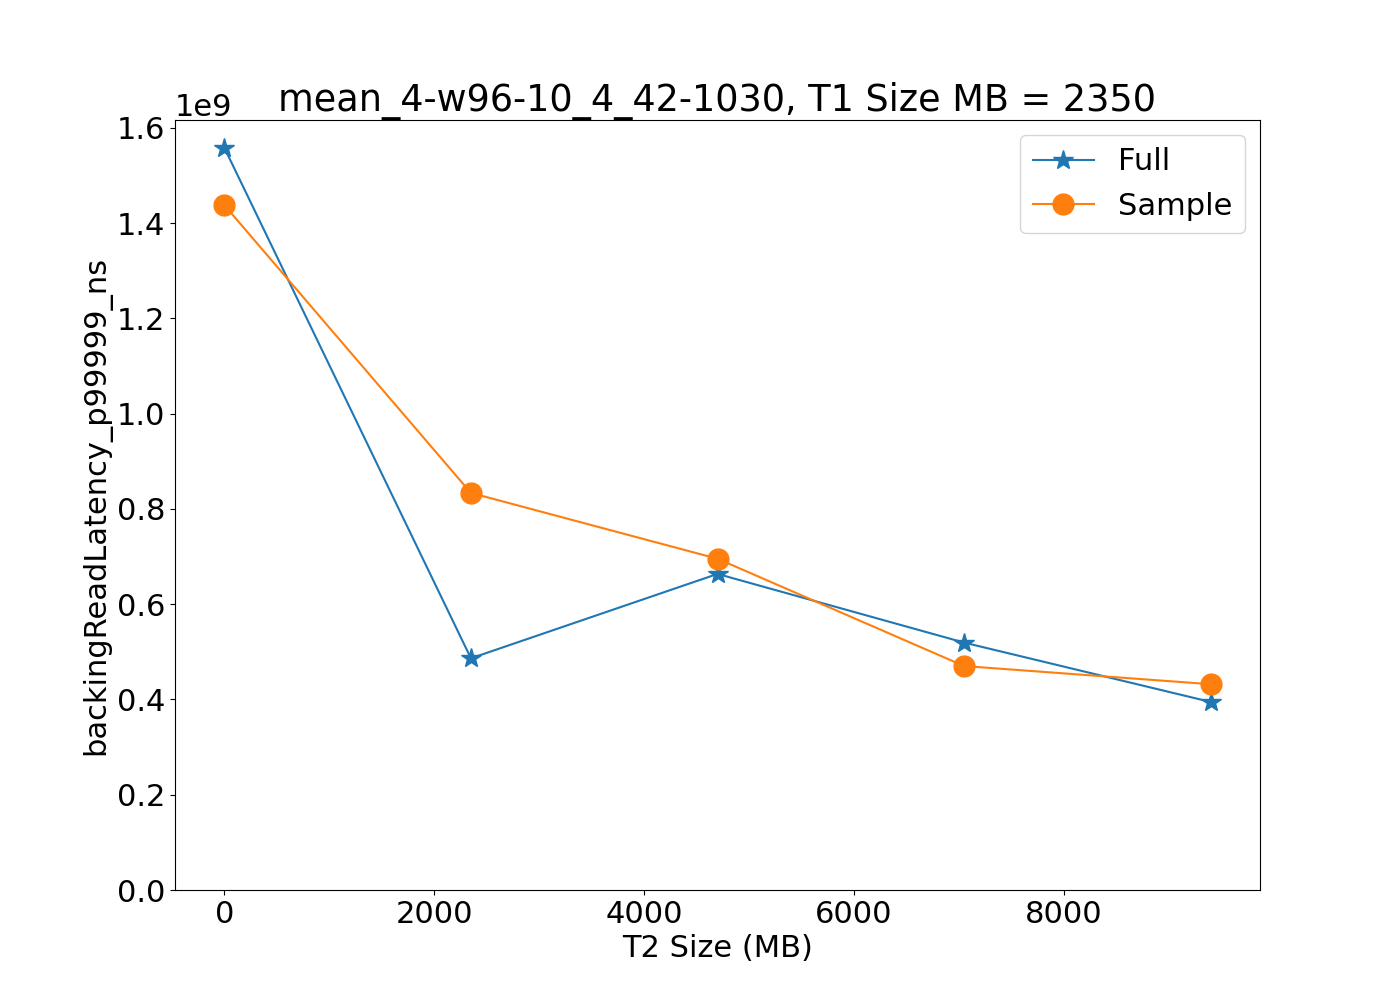 mean_4-w96-10_4_42-1030, T1 Size MB = 2350
1e9
1.6
1.4
1.2
1.0
0.8
0.6
0.4
0.2
0.0
backingReadLatency_p99999_ns
Full
Sample
0 2000 4000 6000 8000
T2 Size (MB)